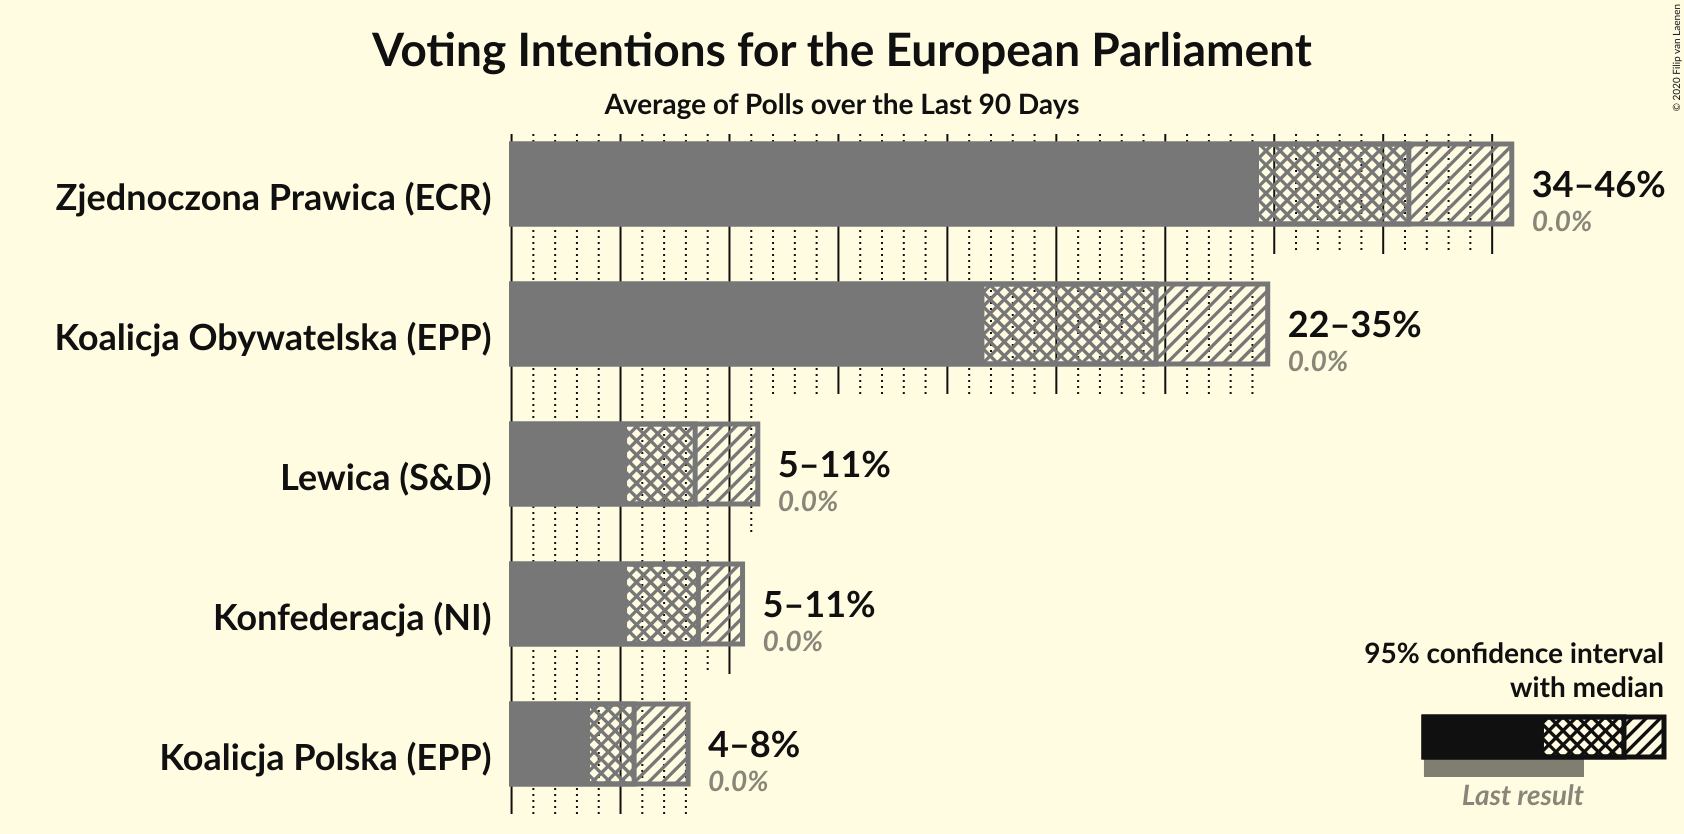 Voting Intentions for the European Parliament
Average of Polls over the Last 90 Days
© 2020 Filip van Laenen
Zjednoczona Prawica (ECR)
34–46%
0.0%
Koalicja Obywatelska (EPP)
22–35%
0.0%
Lewica (S&D)
5–11%
0.0%
Konfederacja (NI)
5–11%
0.0%
Koalicja Polska (EPP)
4–8%
0.0%
95% confidence interval
with median
Last result